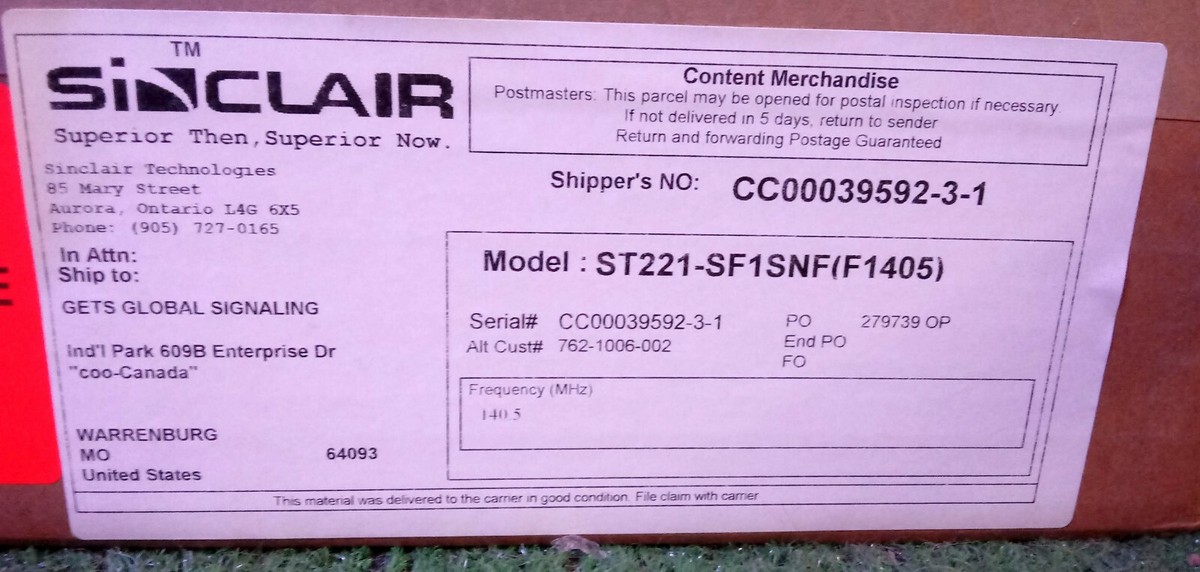 TM
SiNCLAIR
Superior Then, Superior Now.
Sinclair Technologies
85 Mary Street
Aurora, Ontario L4G 6X5
Phone: (905) 727-0165
In Attn:
Ship to:
GETS GLOBAL SIGNALING
Ind'l Park 609B Enterprise Dr
"coo-Canada"
WARRENBURG
MO 64093
United States
Content Merchandise
Postmasters: This parcel may be opened for postal inspection if necessary.
If not delivered in 5 days, return to sender
Return and forwarding Postage Guaranteed
Shipper's NO: CC00039592-3-1
Model : ST221-SF1SNF(F1405)
Serial# CC00039592-3-1 PO 279739 OP
Alt Cust# 762-1006-002 End PO
FO
Frequency (MHz)
140.5
This material was delivered to the carrier in good condition. File claim with carrier